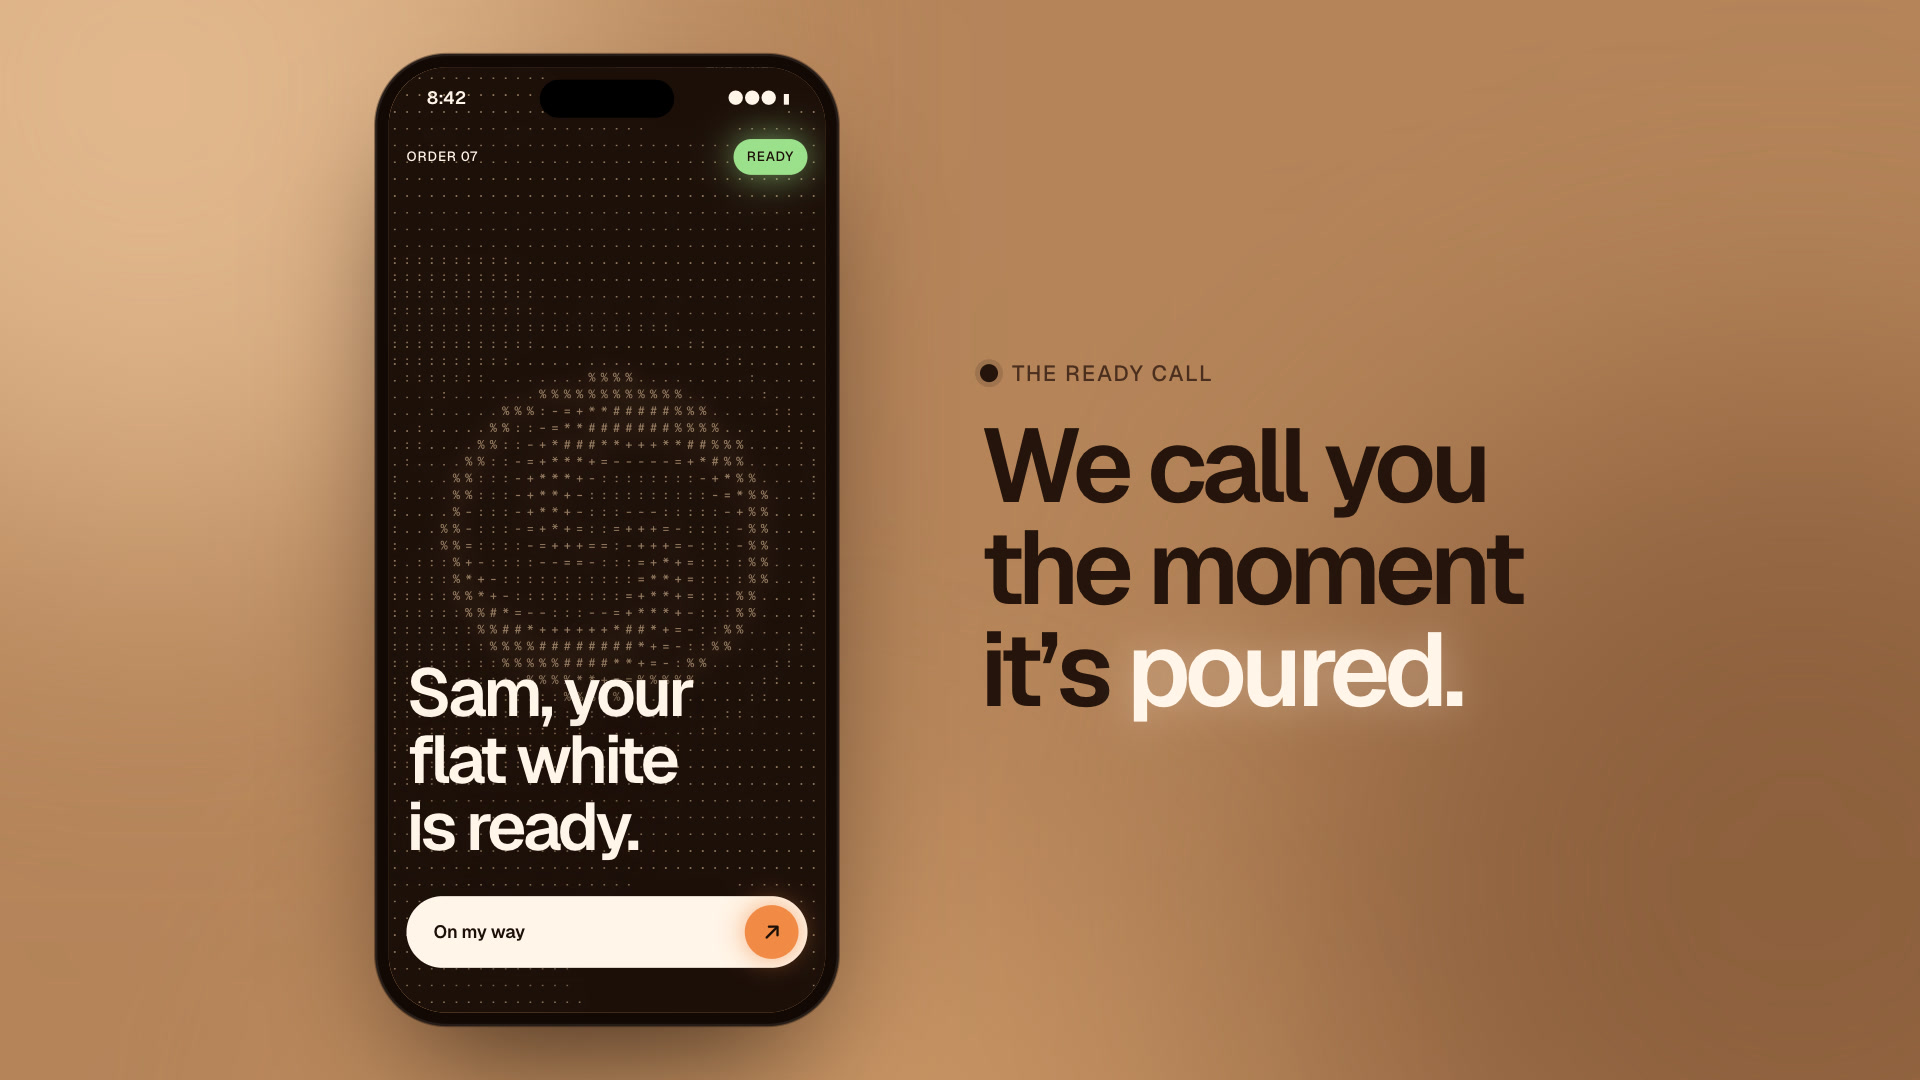 8:42
ORDER 07
READY
Sam, your
flat white
is ready.
On my way
THE READY CALL
We call you
the moment
it’s poured.